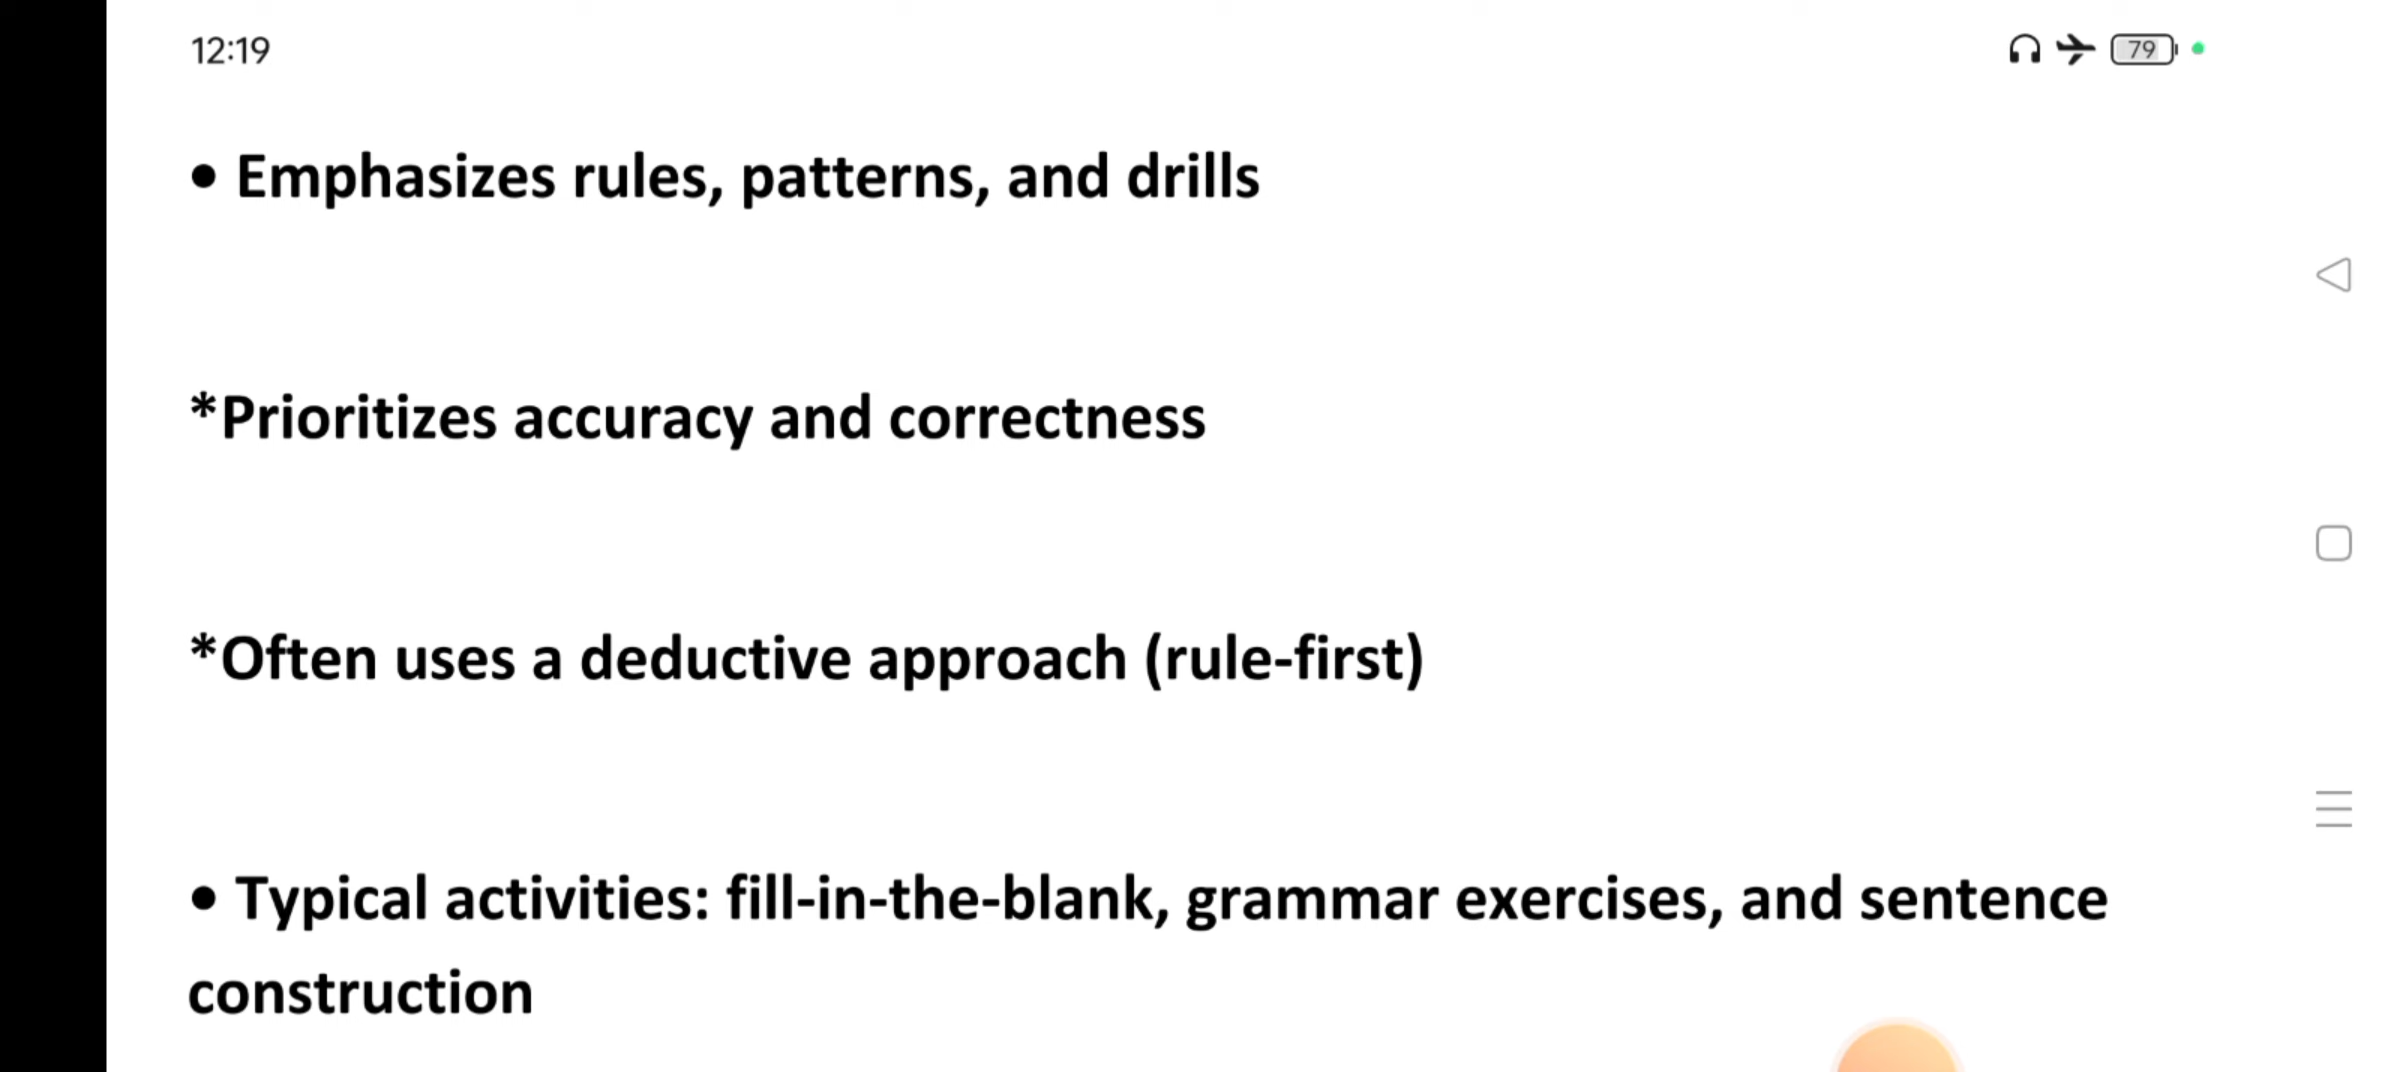 12:19
79
• Emphasizes rules, patterns, and drills
*Prioritizes accuracy and correctness
*Often uses a deductive approach (rule-first)
• Typical activities: fill-in-the-blank, grammar exercises, and sentence
construction